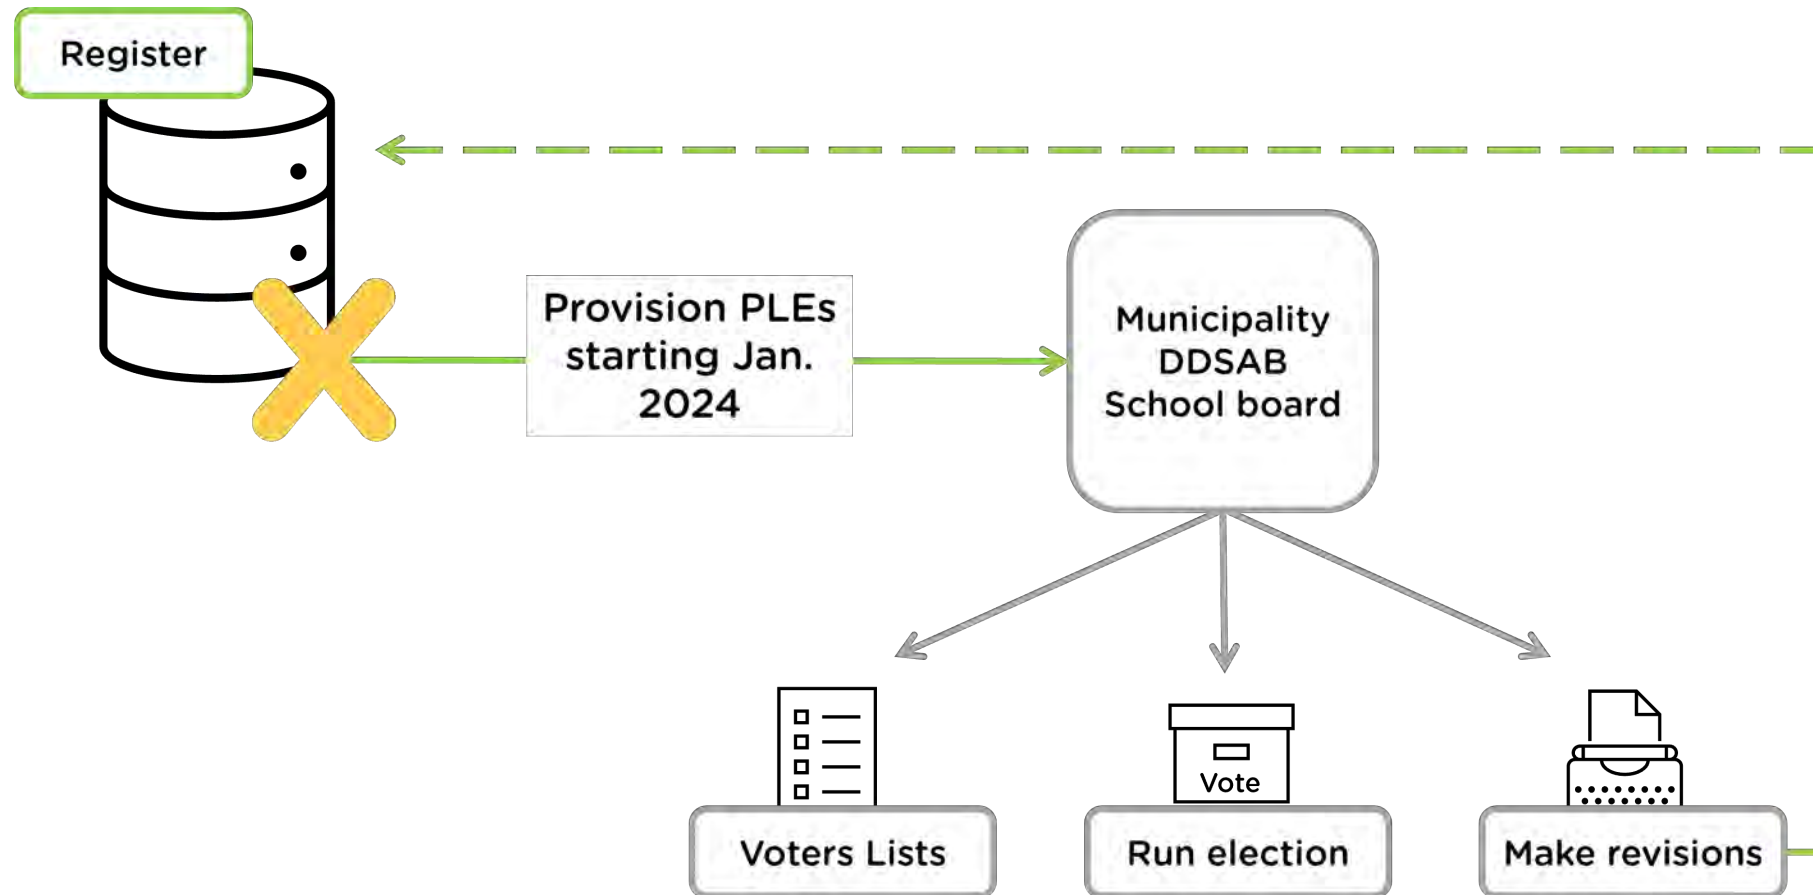 Register
Provision PLEs
starting Jan.
2024
Municipality
DDSAB
School board
Vote
Voters Lists
Run election
Make revisions